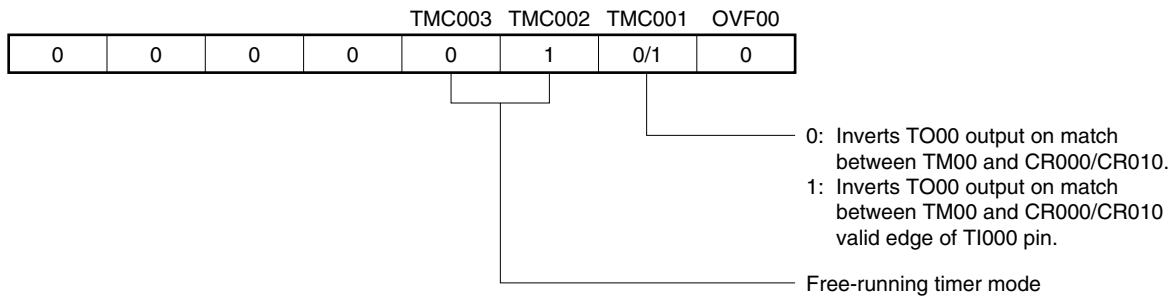 TMC003 TMC002 TMC001 OVF00
0 0 0 0 0 1 0/1 0
0: Inverts TO00 output on match
between TM00 and CR000/CR010.
1: Inverts TO00 output on match
between TM00 and CR000/CR010
valid edge of TI000 pin.
Free-running timer mode